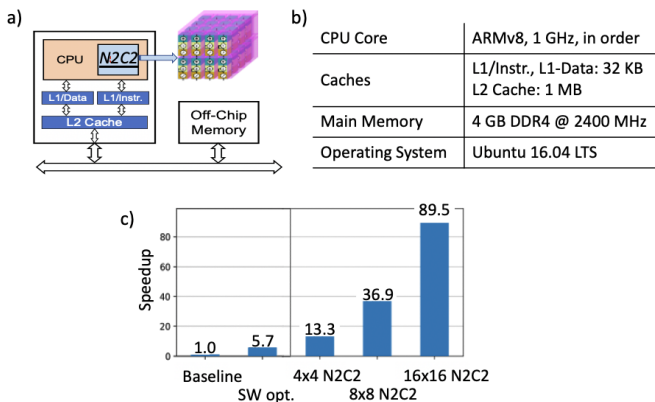 a)
CPU
N2C2
L1/Data
L1/Instr.
L2 Cache
Off-Chip
Memory
b)
CPU Core
ARMv8, 1 GHz, in order
Caches
L1/Instr., L1-Data: 32 KB
L2 Cache: 1 MB
Main Memory
4 GB DDR4 @ 2400 MHz
Operating System
Ubuntu 16.04 LTS
c)
Speedup
80
60
40
20
0
1.0
5.7
13.3
36.9
89.5
Baseline
SW opt.
4x4 N2C2
8x8 N2C2
16x16 N2C2